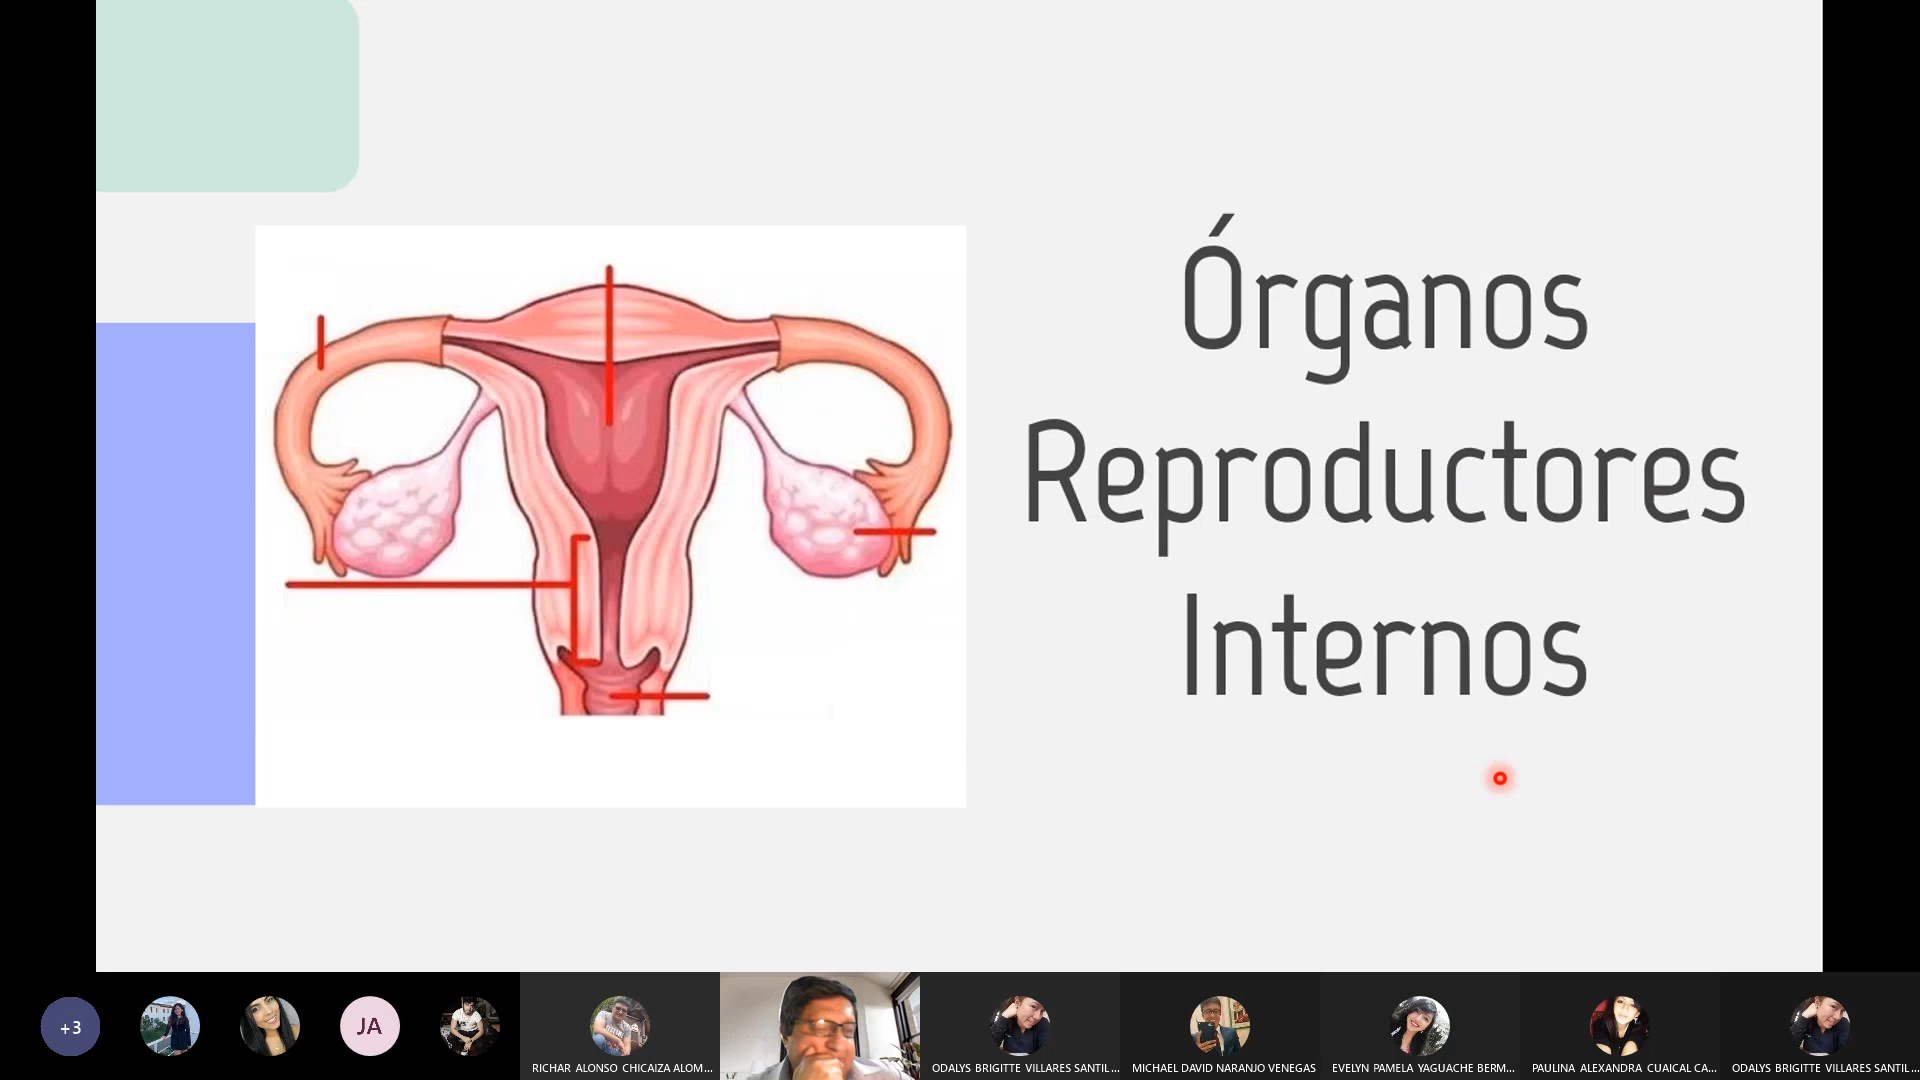 Órganos
Reproductores
Internos
+3
JA
RICHAR ALONSO CHICAIZA ALOM...
ODALYS BRIGITTE VILLARES SANTIL...
MICHAEL DAVID NARANJO VENEGAS
EVELYN PAMELA YAGUACHE BERM...
PAULINA ALEXANDRA CUAICAL CA...
ODALYS BRIGITTE VILLARES SANTIL...